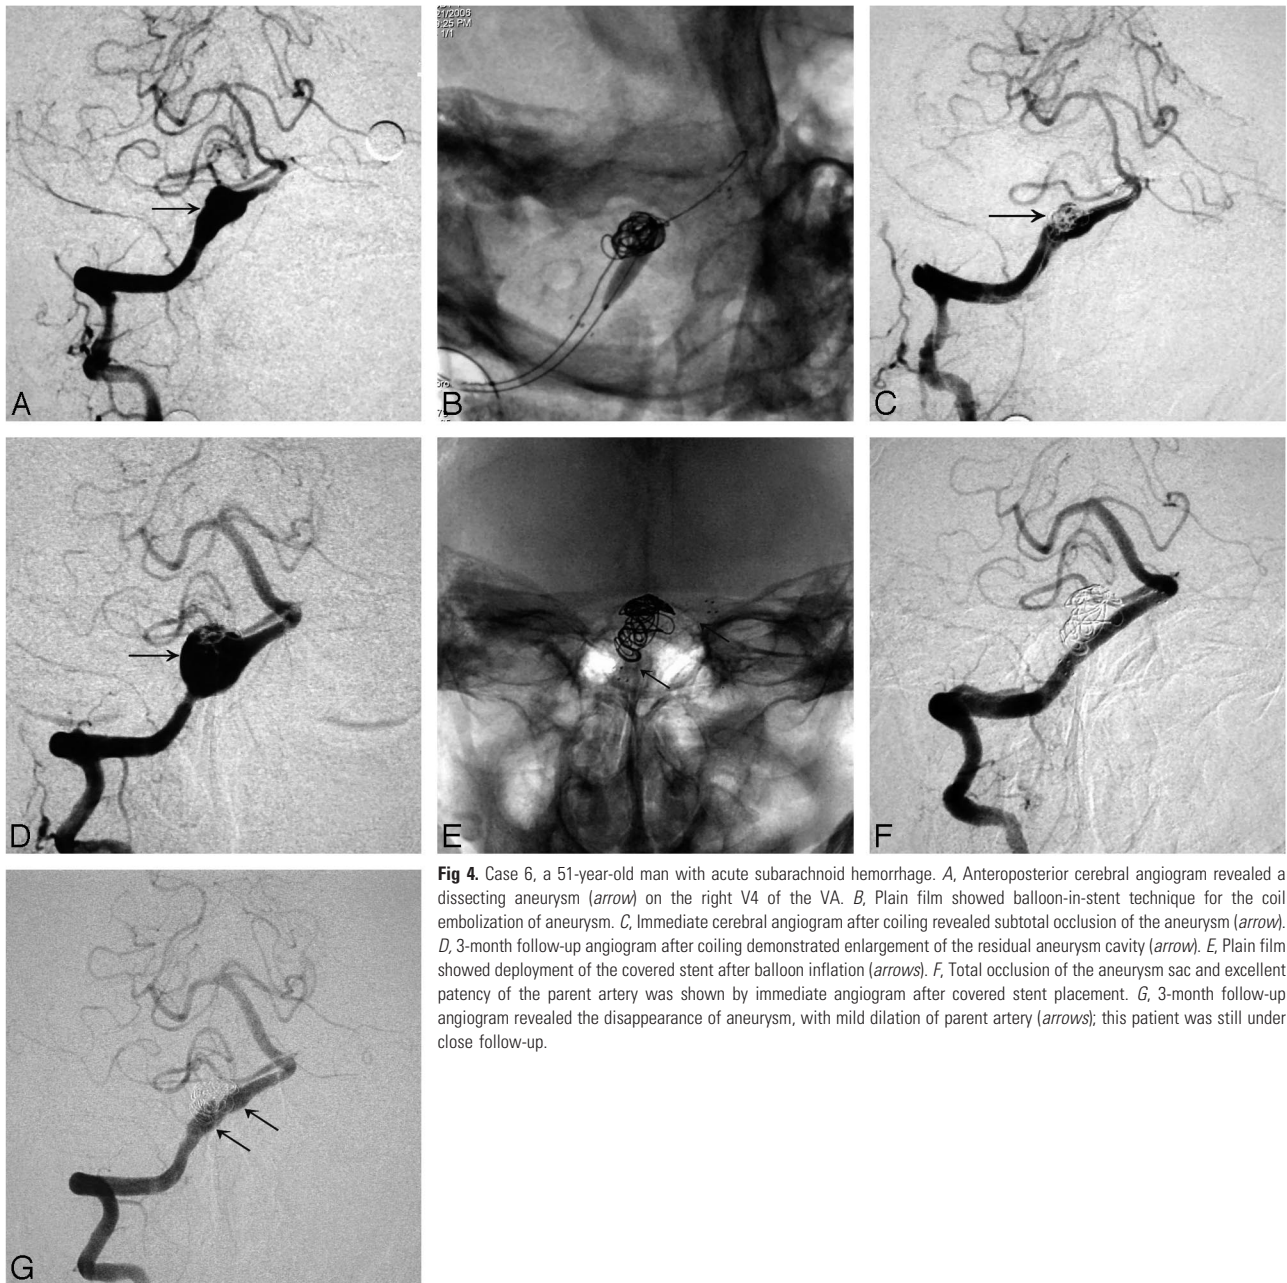 21/2008
:25 PM
1/1
A
B
C
D
E
F
G
Fig 4. Case 6, a 51-year-old man with acute subarachnoid hemorrhage. A, Anteroposterior cerebral angiogram revealed a
dissecting aneurysm (arrow) on the right V4 of the VA. B, Plain film showed balloon-in-stent technique for the coil
embolization of aneurysm. C, Immediate cerebral angiogram after coiling revealed subtotal occlusion of the aneurysm (arrow).
D, 3-month follow-up angiogram after coiling demonstrated enlargement of the residual aneurysm cavity (arrow). E, Plain film
showed deployment of the covered stent after balloon inflation (arrows). F, Total occlusion of the aneurysm sac and excellent
patency of the parent artery was shown by immediate angiogram after covered stent placement. G, 3-month follow-up
angiogram revealed the disappearance of aneurysm, with mild dilation of parent artery (arrows); this patient was still under
close follow-up.